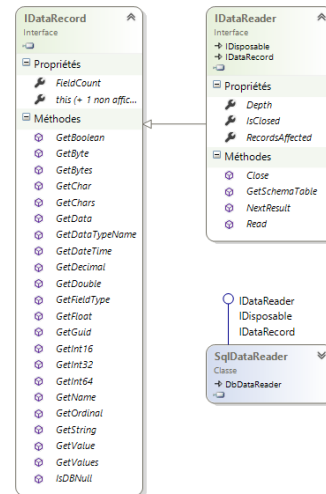 IDataRecord
Interface
Propriétés
FieldCount
this (+ 1 non affic...
Méthodes
GetBoolean
GetByte
GetBytes
GetChar
GetChars
GetData
GetDataTypeName
GetDateTime
GetDecimal
GetDouble
GetFieldType
GetFloat
GetGuid
GetInt16
GetInt32
GetInt64
GetName
GetOrdinal
GetString
GetValue
GetValues
IsDBNull
IDataReader
Interface
IDisposable
IDataRecord
Propriétés
Depth
IsClosed
RecordsAffected
Méthodes
Close
GetSchemaTable
NextResult
Read
IDataReader
IDisposable
IDataRecord
SqlDataReader
Classe
DbDataReader